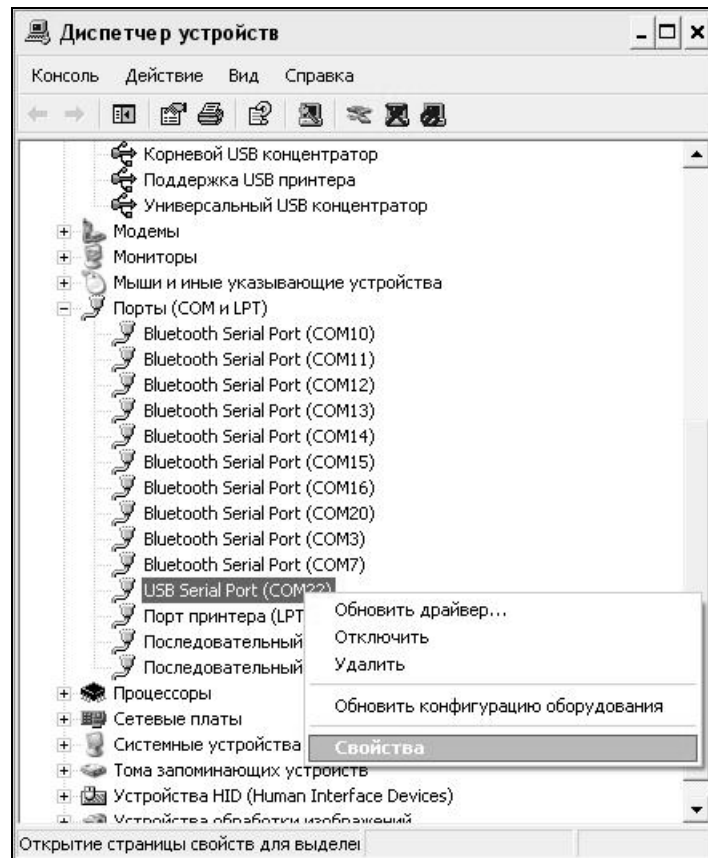 Диспетчер устройств
Консоль Действие Вид Справка
Корневой USB концентратор
Поддержка USB принтера
Универсальный USB концентратор
Модемы
Мониторы
Мыши и иные указывающие устройства
Порты (COM и LPT)
Bluetooth Serial Port (COM10)
Bluetooth Serial Port (COM11)
Bluetooth Serial Port (COM12)
Bluetooth Serial Port (COM13)
Bluetooth Serial Port (COM14)
Bluetooth Serial Port (COM15)
Bluetooth Serial Port (COM16)
Bluetooth Serial Port (COM20)
Bluetooth Serial Port (COM3)
Bluetooth Serial Port (COM7)
USB Serial Port (COM22)
Порт принтера (LPT
Последовательный
Последовательный
Обновить драйвер...
Отключить
Удалить
Обновить конфигурацию оборудования
Свойства
Процессоры
Сетевые платы
Системные устройства
Тома запоминающих устройств
Устройства HID (Human Interface Devices)
Устройства обработки изображений
Открытие страницы свойств для выделе